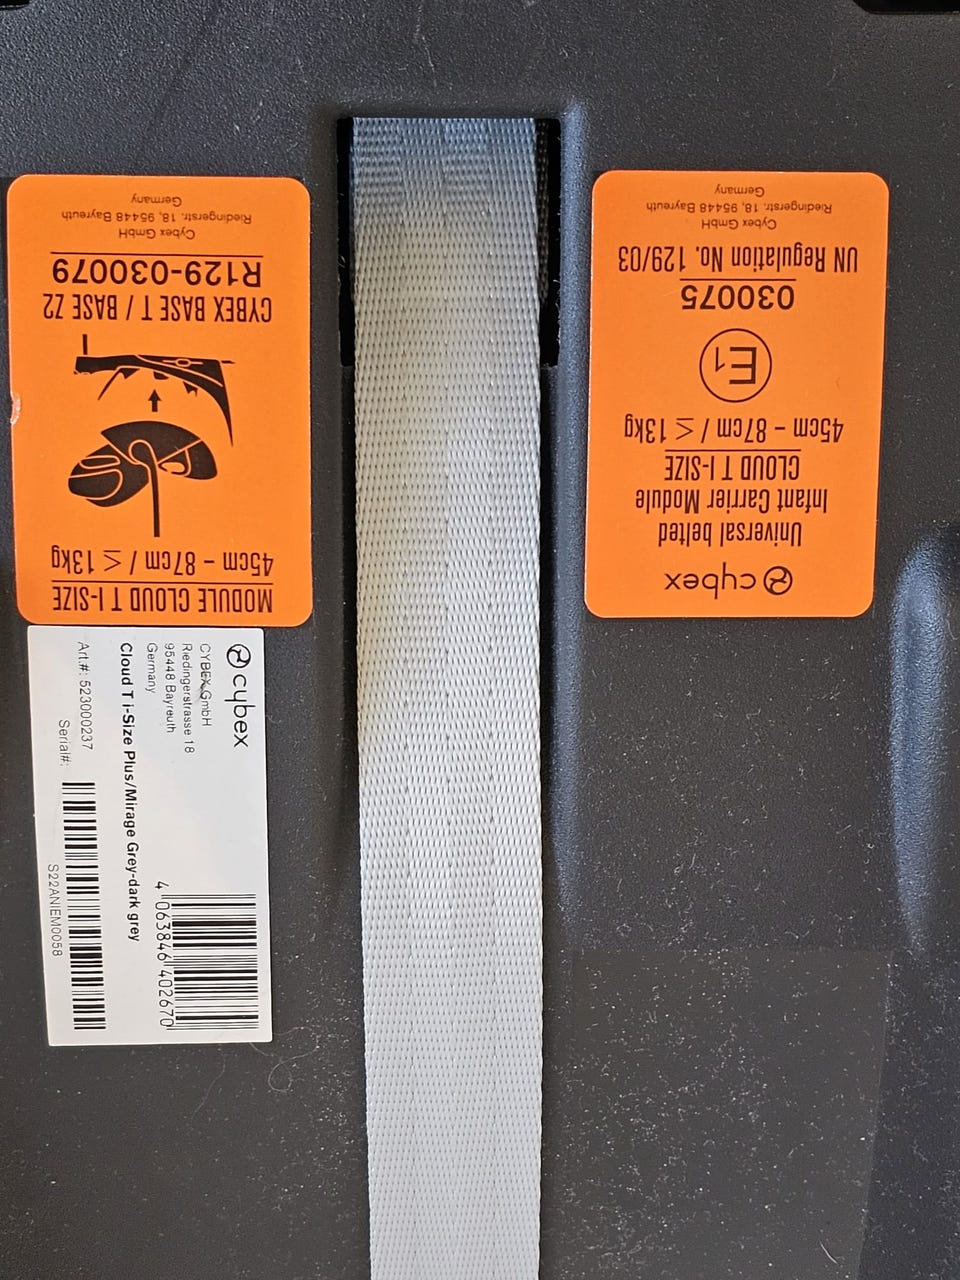 MODULE CLOUD T I-SIZE
45cm – 87cm / ≤ 13kg
CYBEX BASE T / BASE Z2
R129-030079
Cybex GmbH
Riedingerstr. 18, 95448 Bayreuth
Germany
cybex
Universal belted
Infant Carrier Module
CLOUD T I-SIZE
45cm – 87cm / ≤ 13kg
E1
030075
UN Regulation No. 129/03
Cybex GmbH
Riedingerstr. 18, 95448 Bayreuth
Germany
cybex
CYBEX GmbH
Riedingerstrasse 18
95448 Bayreuth
Germany
Cloud T i-Size Plus/Mirage Grey-dark grey
Art.#: 523000237
Serial#:
S22ANIEM0058
4 063846 402670